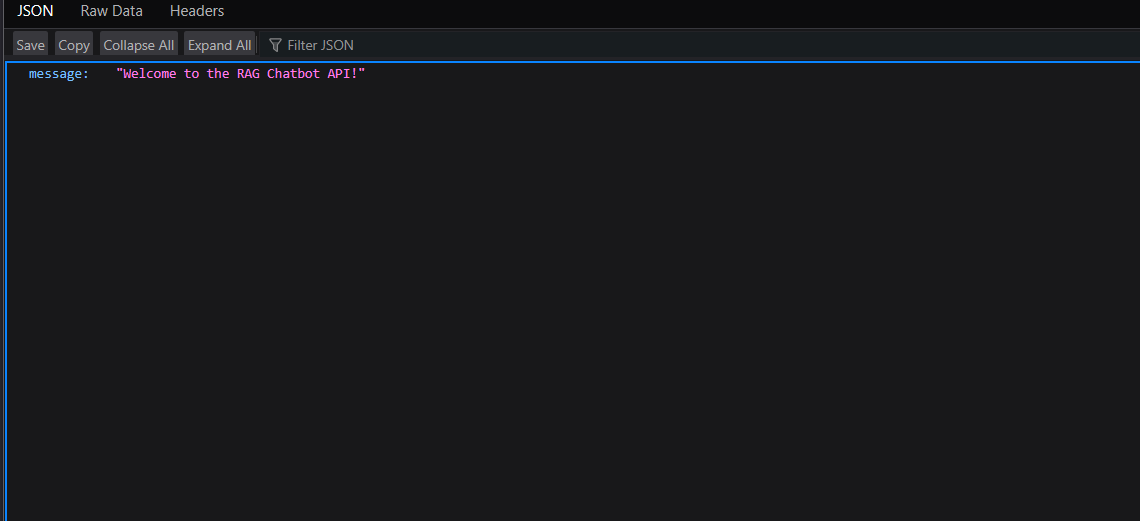 JSON Raw Data Headers
Save Copy Collapse All Expand All Filter JSON
message: "Welcome to the RAG Chatbot API!"